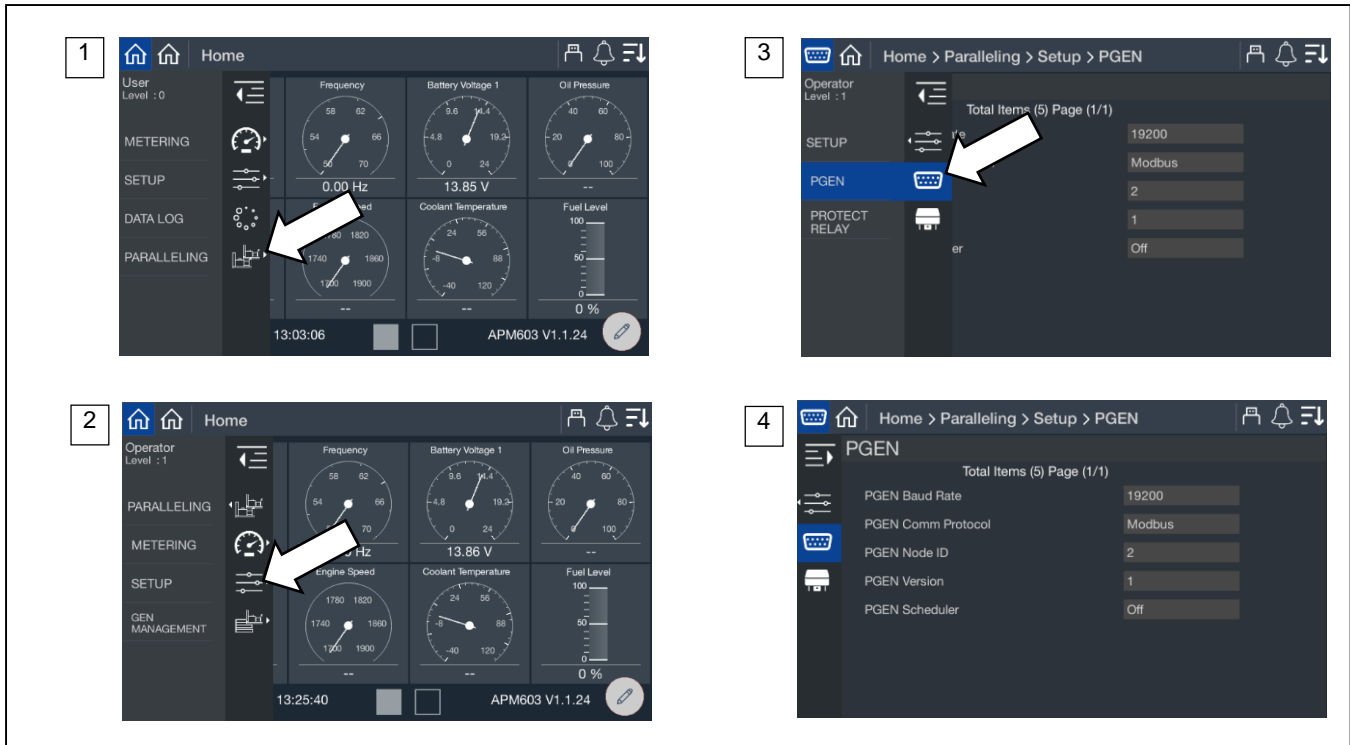 1
Home
User
Level : 0
METERING
SETUP
DATA LOG
PARALLELING
Frequency
58 62
54 66
50 70
0.00 Hz
Battery Voltage 1
9.6 14.4
4.8 19.2
0 24
13.85 V
Oil Pressure
40 60
20 80
0 100
--
1780 1820
1740 1860
1700 1900
--
Coolant Temperature
24 56
-8 88
-40 120
--
Fuel Level
100
50
0
0 %
13:03:06
APM603 V1.1.24
2
Home
Operator
Level : 1
PARALLELING
METERING
SETUP
GEN
MANAGEMENT
Frequency
58 62
54 66
70
Hz
Battery Voltage 1
9.6 14.4
4.8 19.2
0 24
13.86 V
Oil Pressure
40 60
20 80
0 100
--
Engine Speed
1780 1820
1740 1860
1700 1900
--
Coolant Temperature
24 56
-8 88
-40 120
--
Fuel Level
100
50
0
0 %
13:25:40
APM603 V1.1.24
3
Home > Paralleling > Setup > PGEN
Operator
Level : 1
SETUP
PGEN
PROTECT
RELAY
Total Items (5) Page (1/1)
19200
Modbus
2
1
er Off
4
Home > Paralleling > Setup > PGEN
PGEN
Total Items (5) Page (1/1)
PGEN Baud Rate 19200
PGEN Comm Protocol Modbus
PGEN Node ID 2
PGEN Version 1
PGEN Scheduler Off